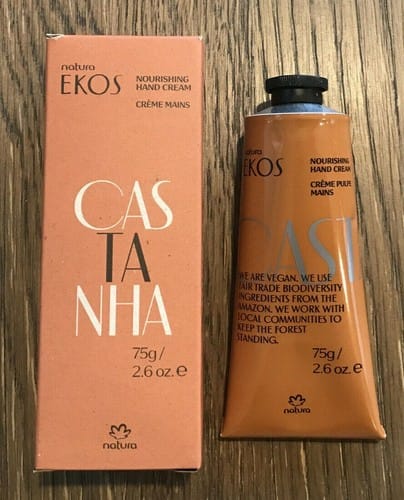 natura
EKOS
NOURISHING
HAND CREAM
CRÈME MAINS
CAS
TA
NHA
75g/
2.6 oz. e
natura
natura
EKOS
NOURISHING
HAND CREAM
CRÈME PULPE
MAINS
CAST
WE ARE VEGAN. WE USE
FAIR TRADE BIODIVERSITY
INGREDIENTS FROM THE
AMAZON. WE WORK WITH
LOCAL COMMUNITIES TO
KEEP THE FOREST
STANDING.
75g/
2.6 oz. e
natura